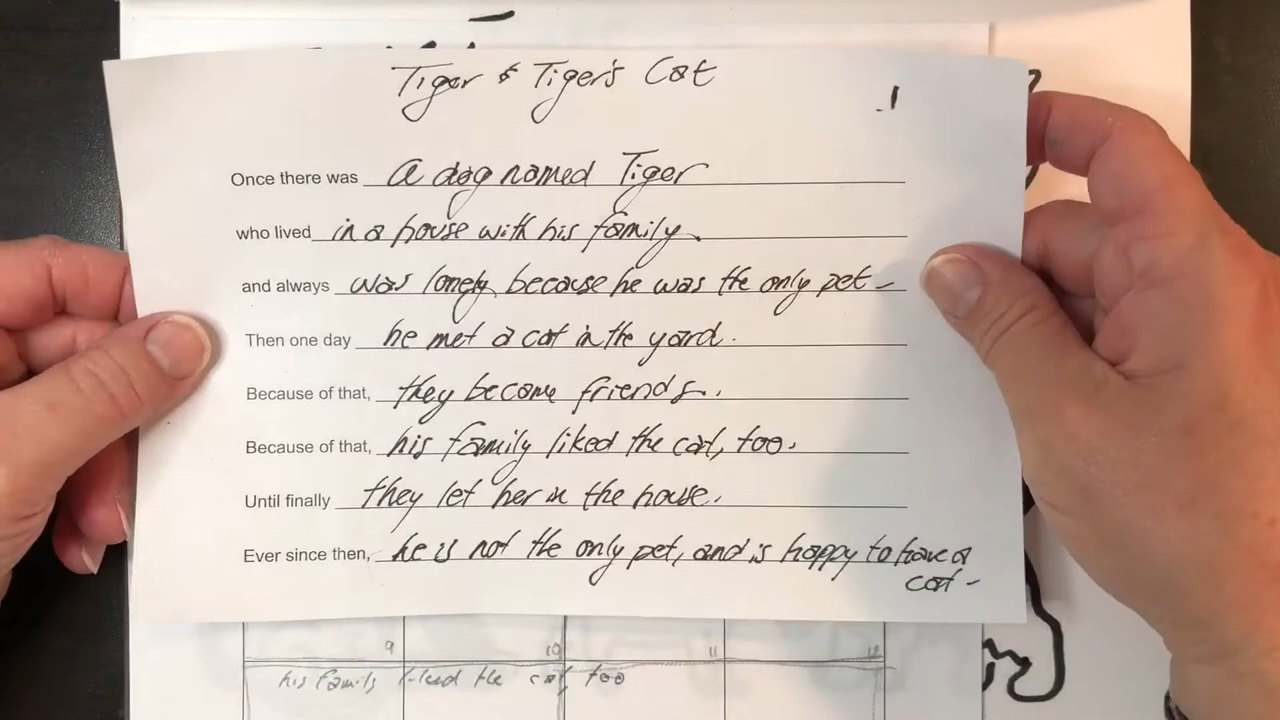 Tiger & Tiger's Cat
Once there was a dog named Tiger
who lived in a house with his family.
and always was lonely because he was the only pet.
Then one day he met a cat in the yard.
Because of that, they become friends.
Because of that, his family liked the cat, too.
Until finally they let her in the house.
Ever since then, he is not the only pet, and is happy to have a
cat.
9 10 11 12
his family liked the cat, too